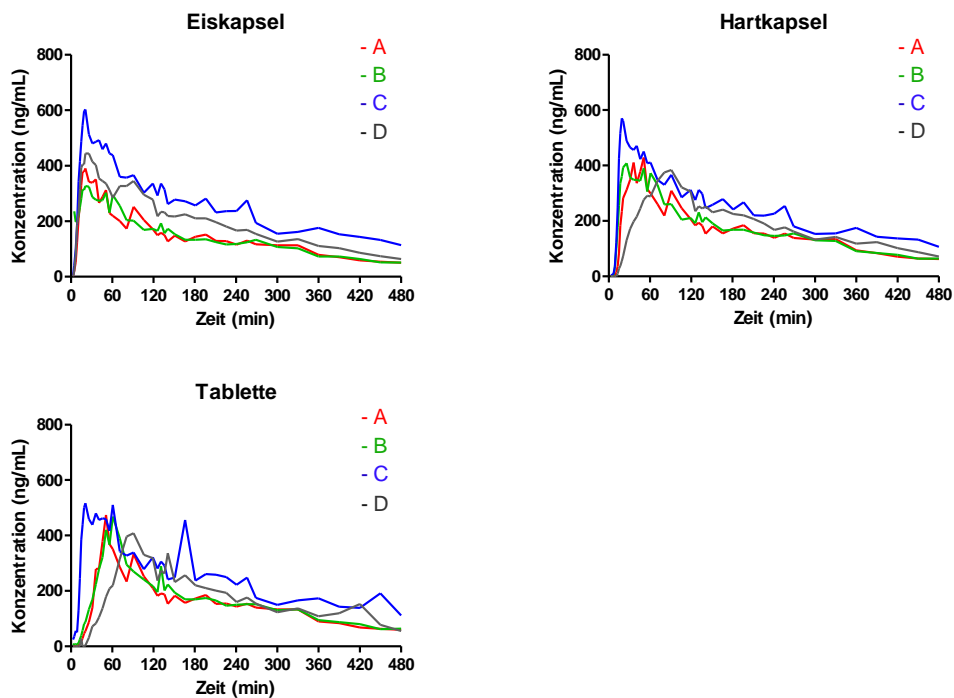 Eiskapsel
- A
- B
- C
- D
800
600
400
200
0
Konzentration (ng/mL)
0 60 120 180 240 300 360 420 480
Zeit (min)
Hartkapsel
- A
- B
- C
- D
800
600
400
200
0
Konzentration (ng/mL)
0 60 120 180 240 300 360 420 480
Zeit (min)
Tablette
- A
- B
- C
- D
800
600
400
200
0
Konzentration (ng/mL)
0 60 120 180 240 300 360 420 480
Zeit (min)